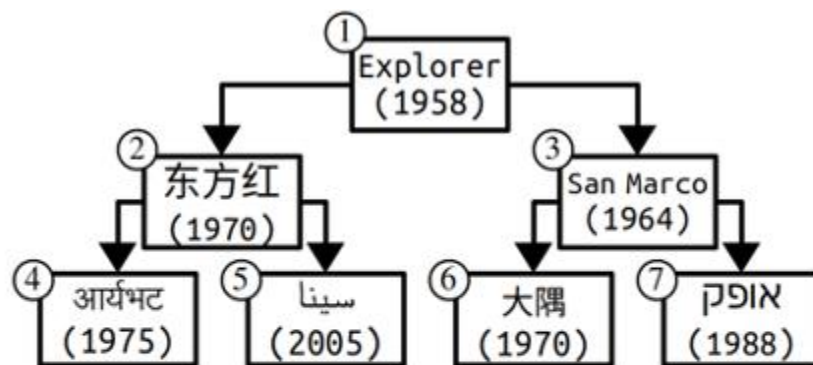 1
Explorer
(1958)
2
东方红
(1970)
3
San Marco
(1964)
4
आर्यभट
(1975)
5
سينا
(2005)
6
大隅
(1970)
7
אופק
(1988)